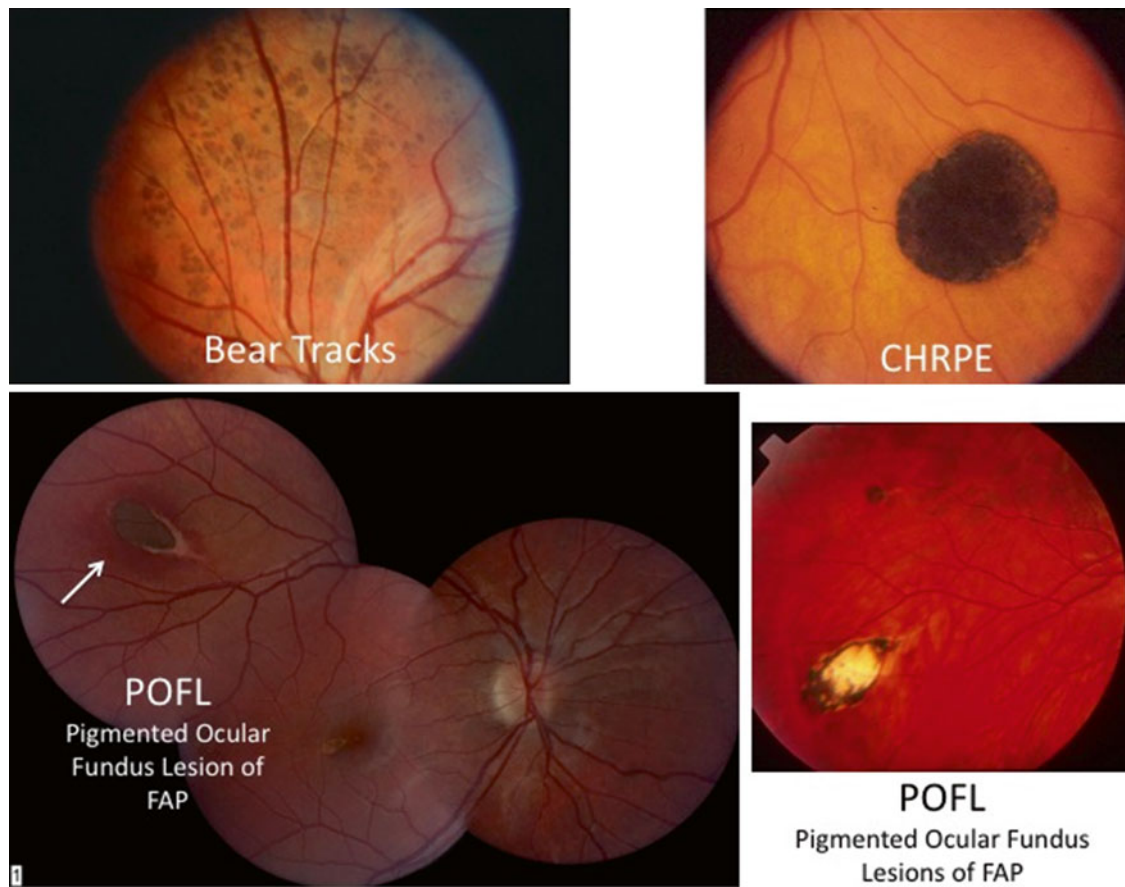 Bear Tracks
CHRPE
POFL
Pigmented Ocular
Fundus Lesion of
FAP
1
POFL
Pigmented Ocular Fundus
Lesions of FAP